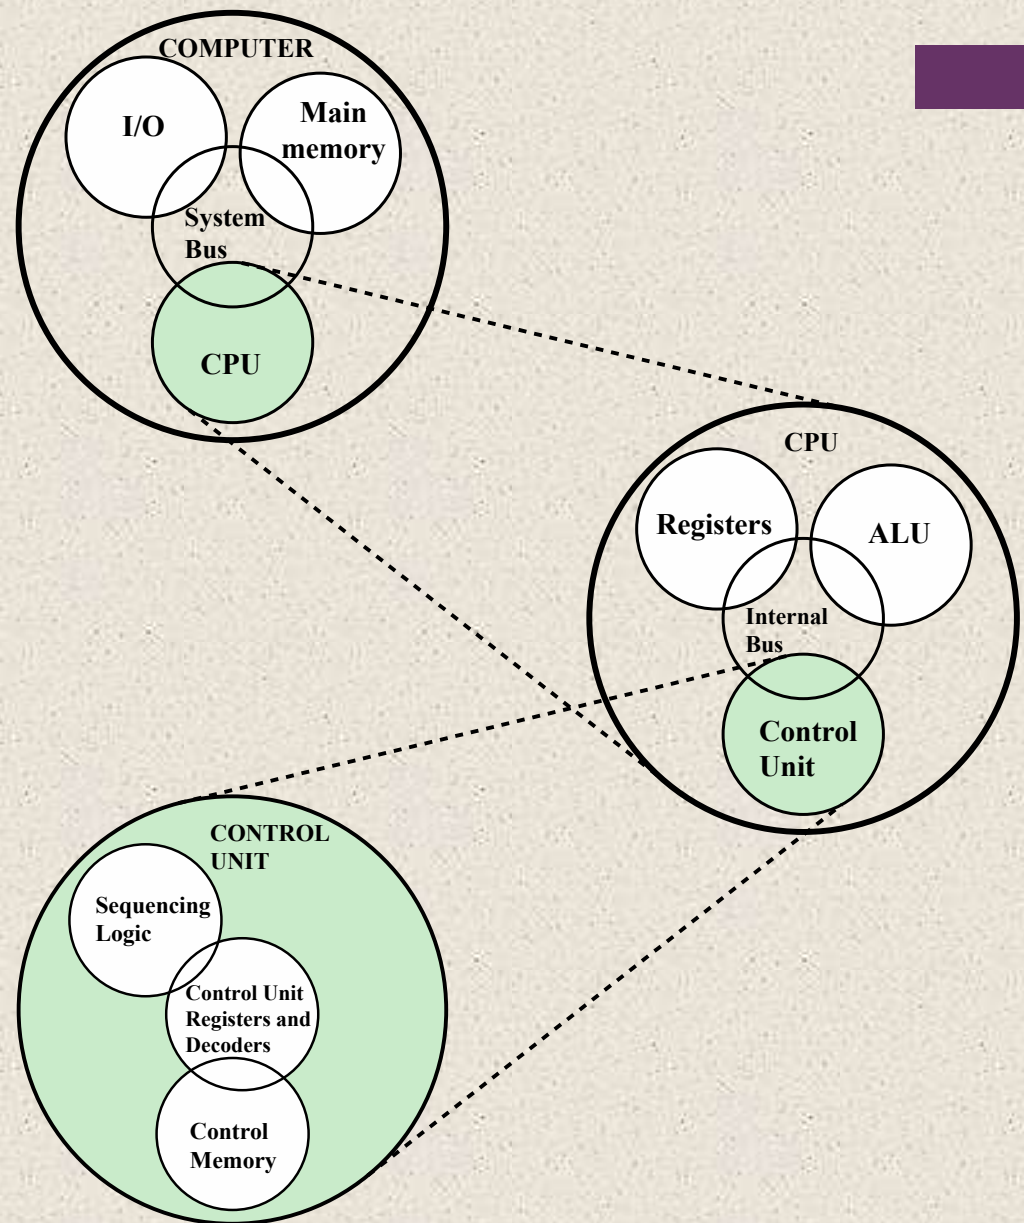 COMPUTER
I/O
Main
memory
System
Bus
CPU
CPU
Registers
ALU
Internal
Bus
Control
Unit
CONTROL
UNIT
Sequencing
Logic
Control Unit
Registers and
Decoders
Control
Memory